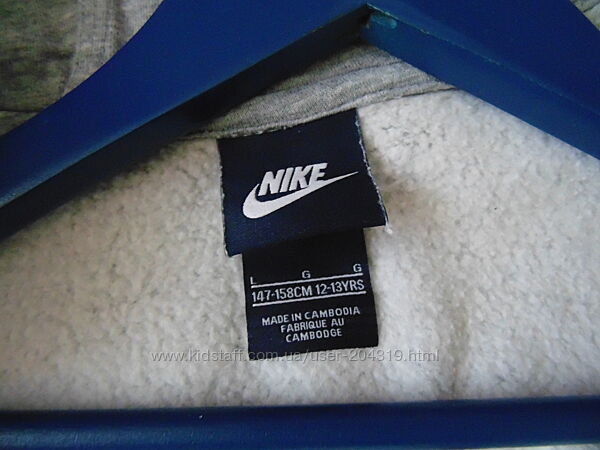 NIKE
L G G
147-158CM 12-13YRS
MADE IN CAMBODIA
FABRIQUE AU
CAMBODGE
www.kidstaff.com.ua/user-204319.html